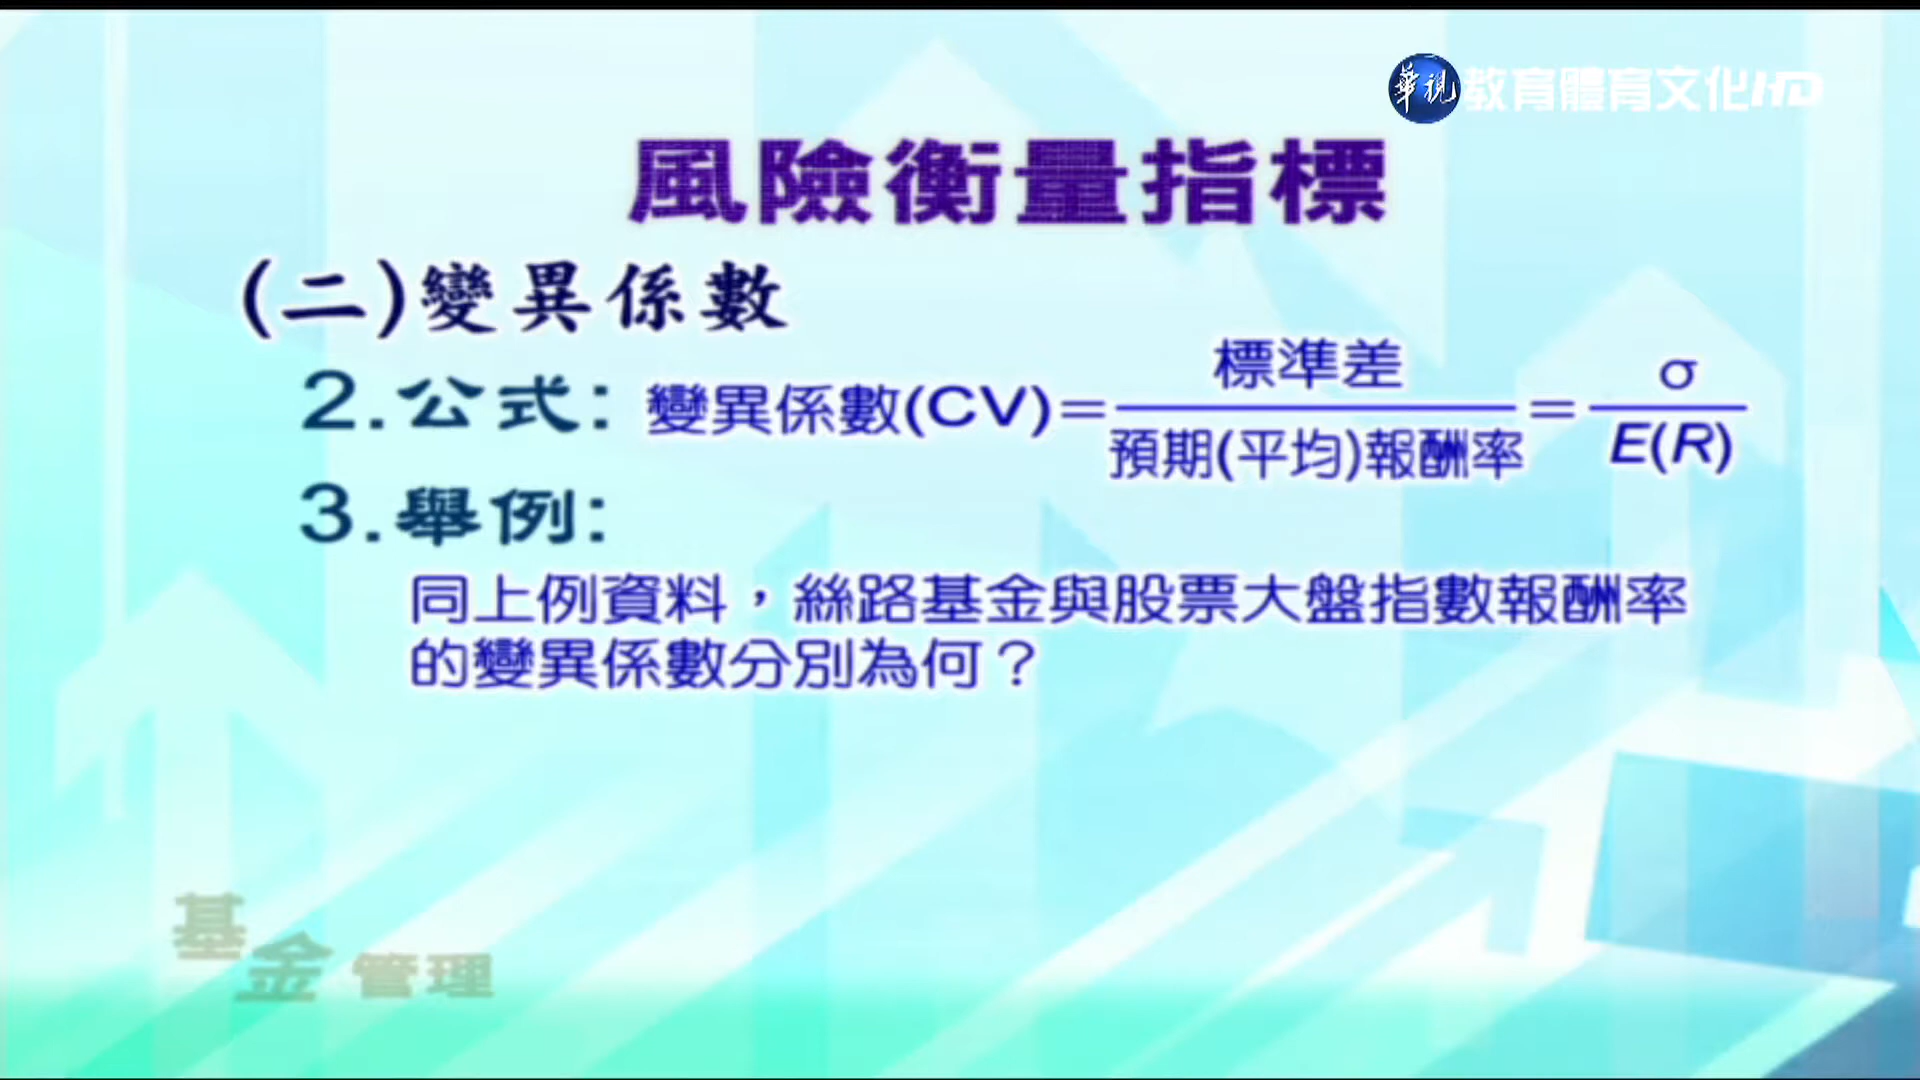 華視 教育體育文化HD
風險衡量指標
(二)變異係數
2.公式: 變異係數(CV)=標準差/預期(平均)報酬率=σ/E(R)
3.舉例:
同上例資料，絲路基金與股票大盤指數報酬率
的變異係數分別為何？
基金管理